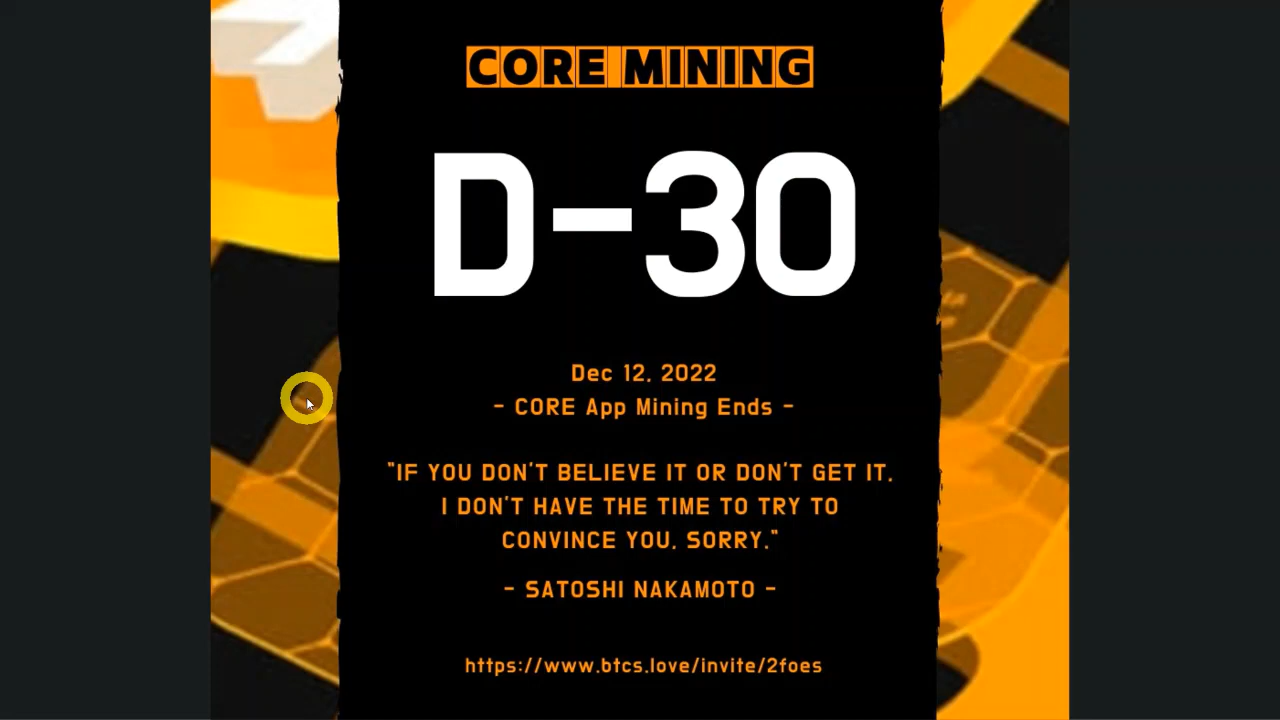 CORE MINING
D-30
Dec 12, 2022
- CORE App Mining Ends -
"IF YOU DON'T BELIEVE IT OR DON'T GET IT,
I DON'T HAVE THE TIME TO TRY TO
CONVINCE YOU, SORRY."
- SATOSHI NAKAMOTO -
https://www.btcs.love/invite/2foes